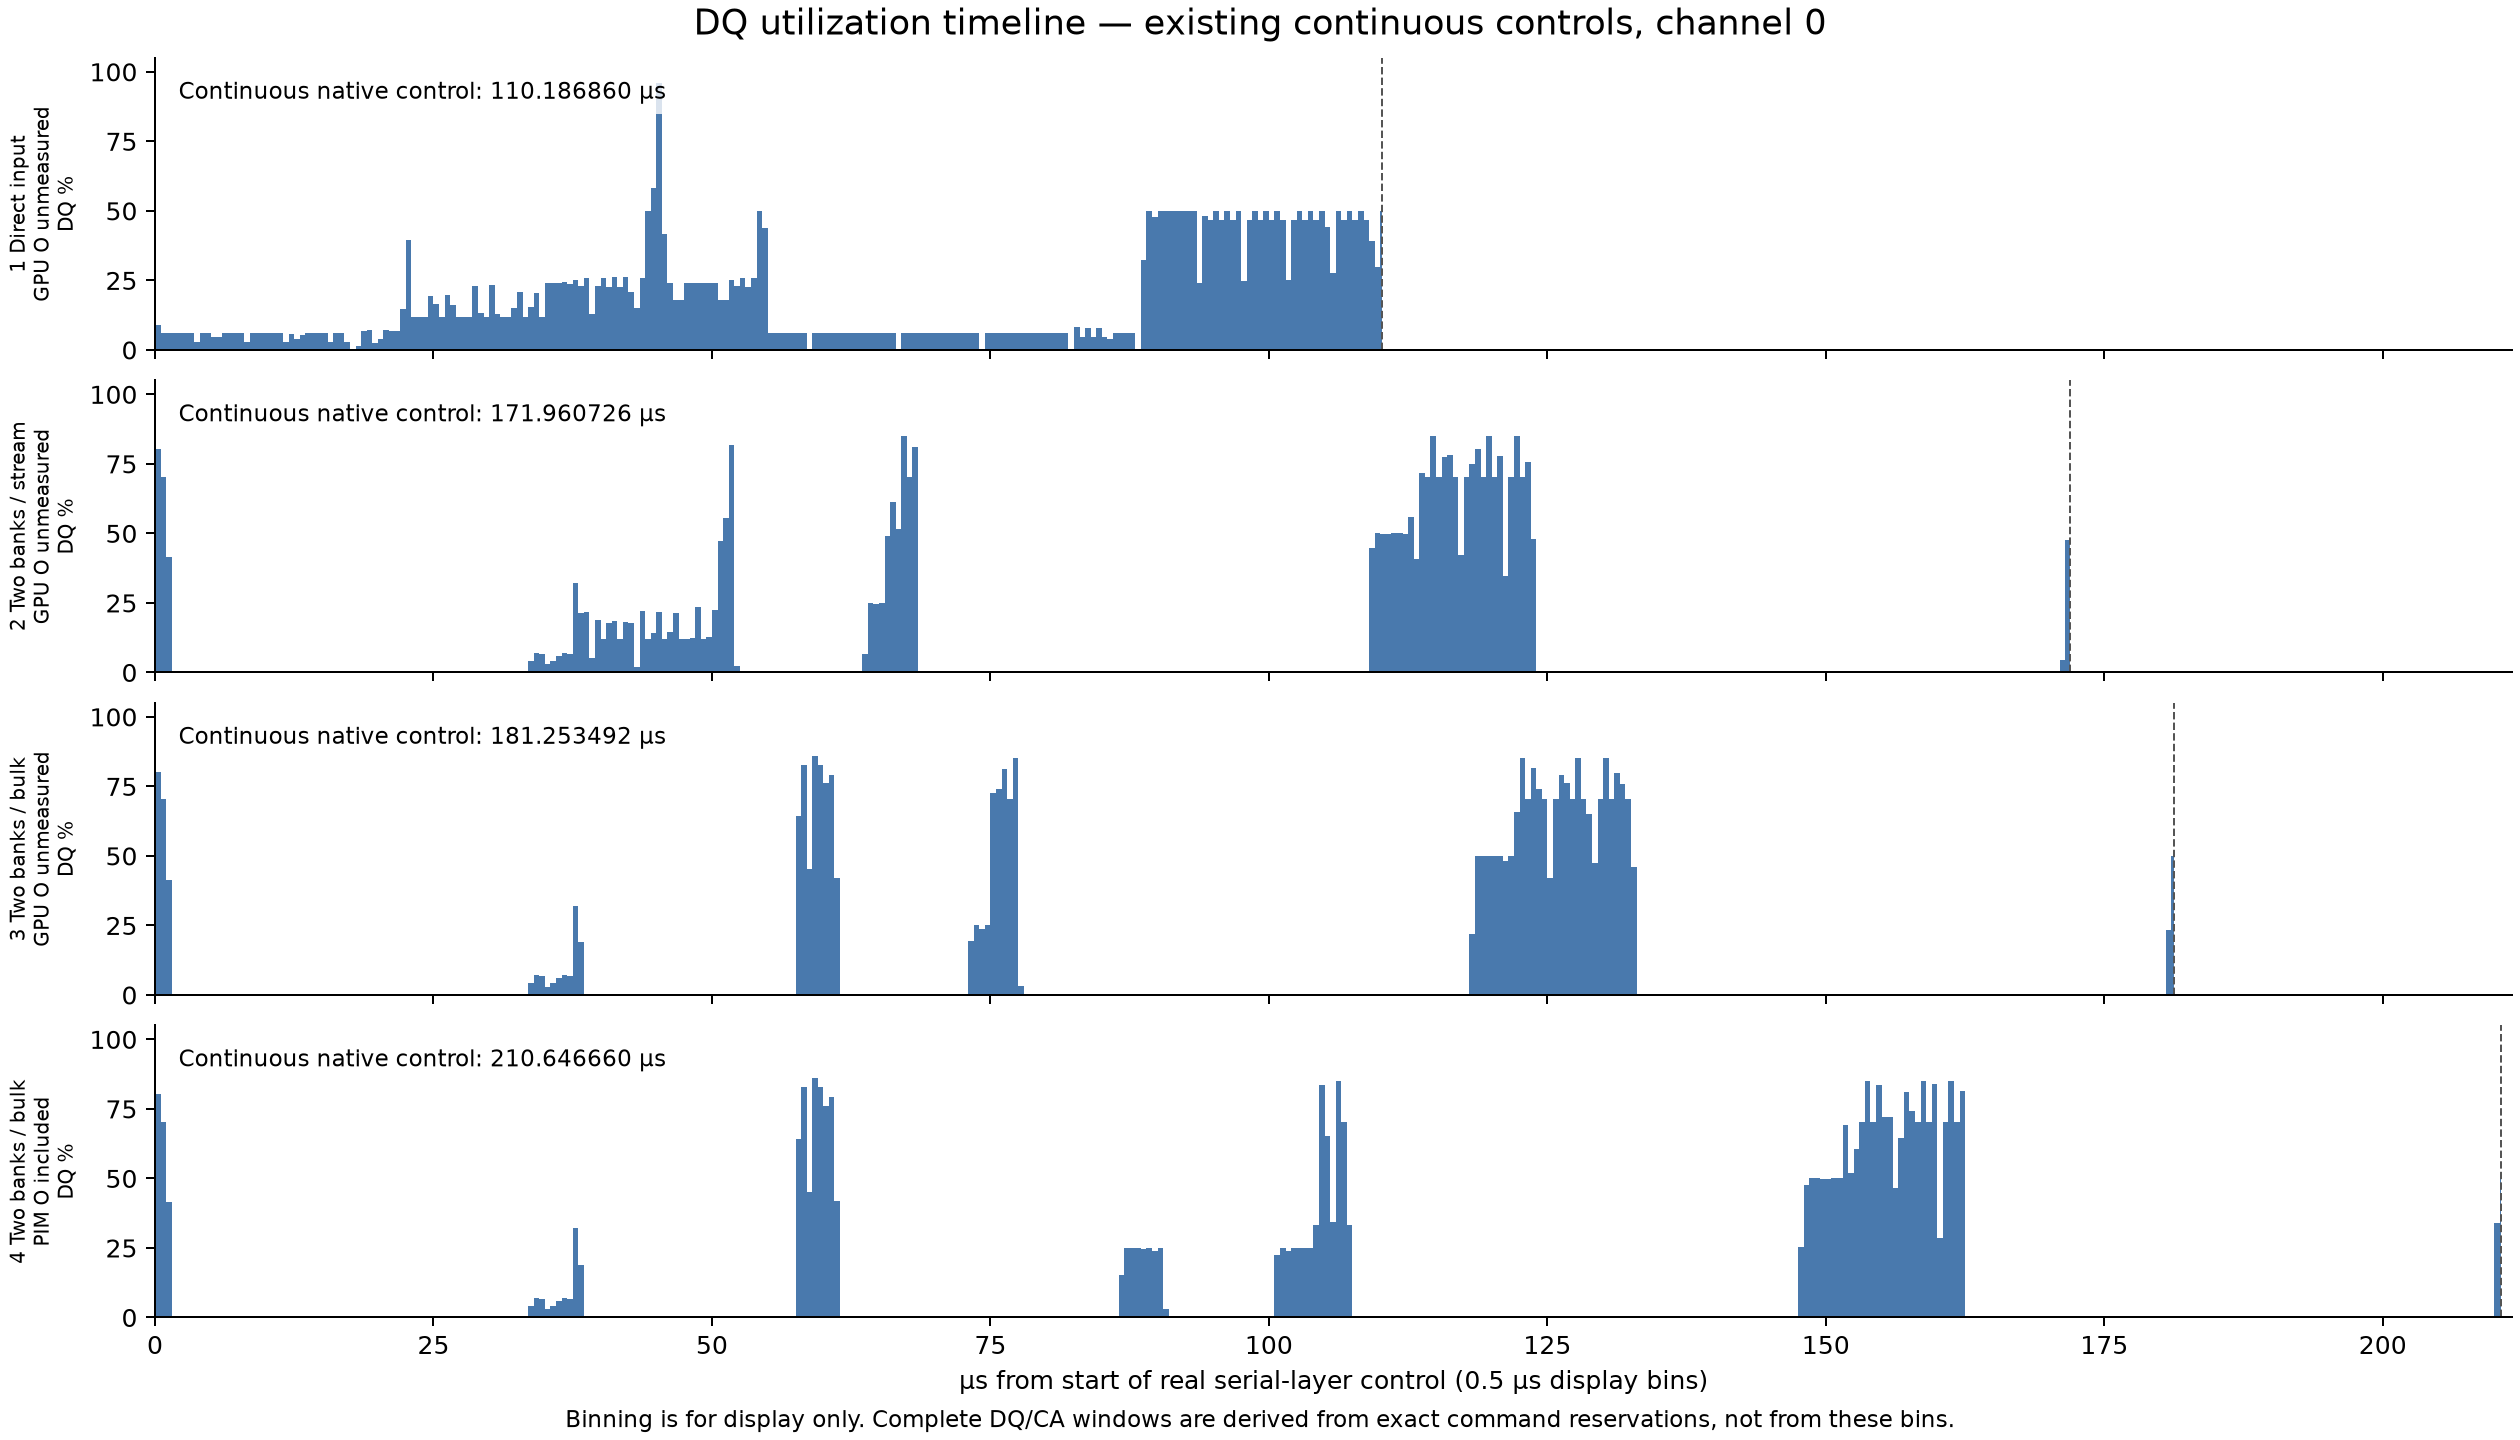 DQ utilization timeline — existing continuous controls, channel 0
100
75
50
25
0
1 Direct input
GPU O unmeasured
DQ %
Continuous native control: 110.186860 µs
100
75
50
25
0
2 Two banks / stream
GPU O unmeasured
DQ %
Continuous native control: 171.960726 µs
100
75
50
25
0
3 Two banks / bulk
GPU O unmeasured
DQ %
Continuous native control: 181.253492 µs
100
75
50
25
0
4 Two banks / bulk
PIM O included
DQ %
Continuous native control: 210.646660 µs
0 25 50 75 100 125 150 175 200
µs from start of real serial-layer control (0.5 µs display bins)
Binning is for display only. Complete DQ/CA windows are derived from exact command reservations, not from these bins.